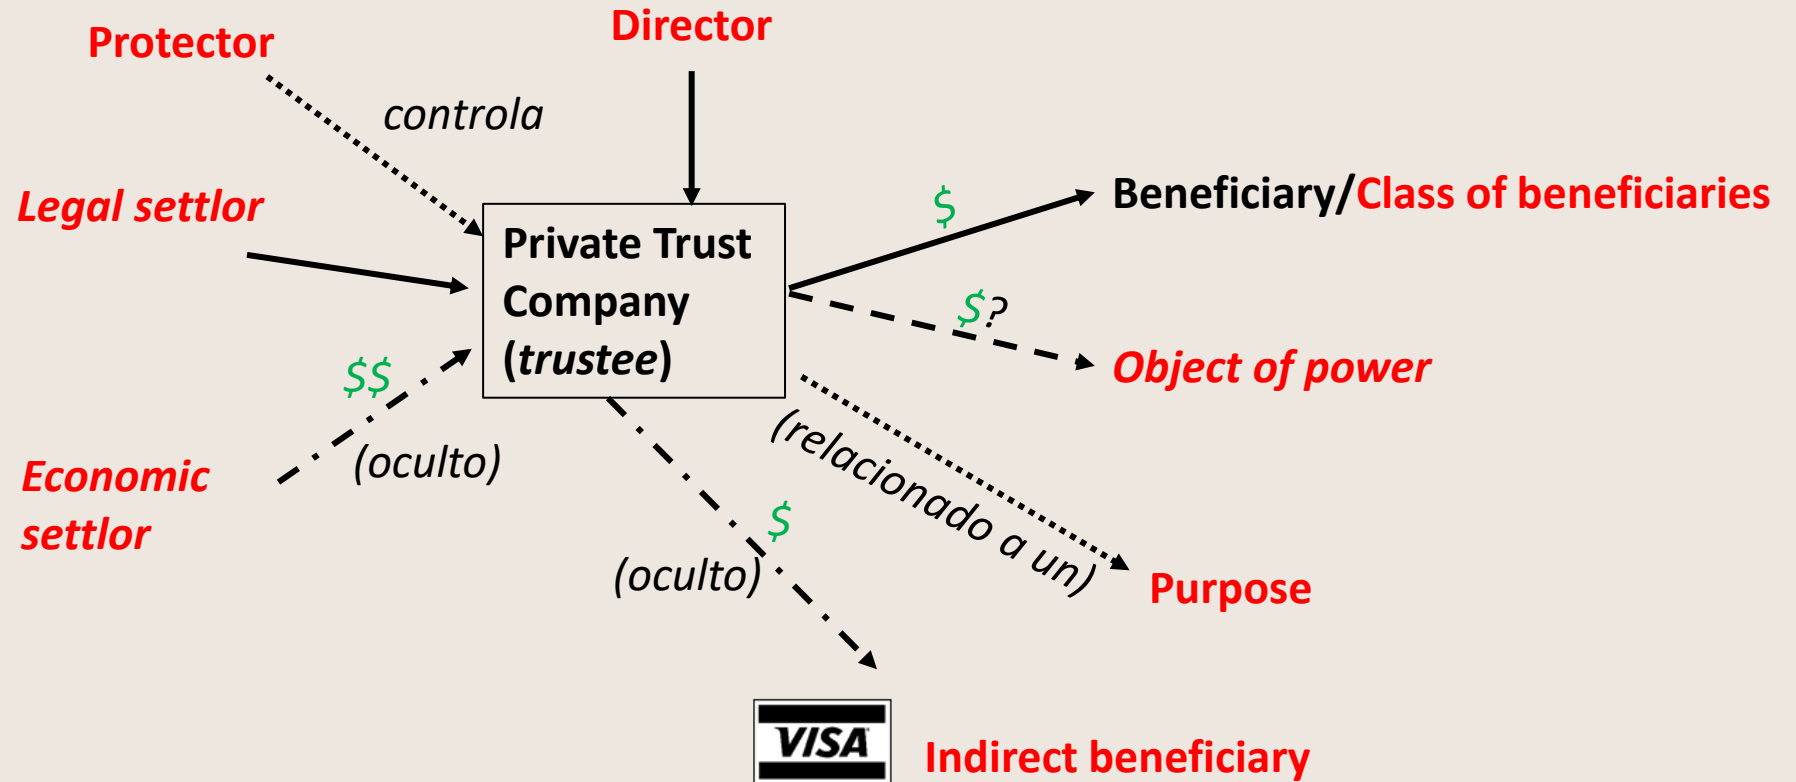 Protector
Director
controla
Legal settlor
Private Trust
Company
(trustee)
$
Beneficiary/Class of beneficiaries
$?
Object of power
$$
(oculto)
Economic
settlor
(relacionado a un)
$
(oculto)
Purpose
VISA
Indirect beneficiary